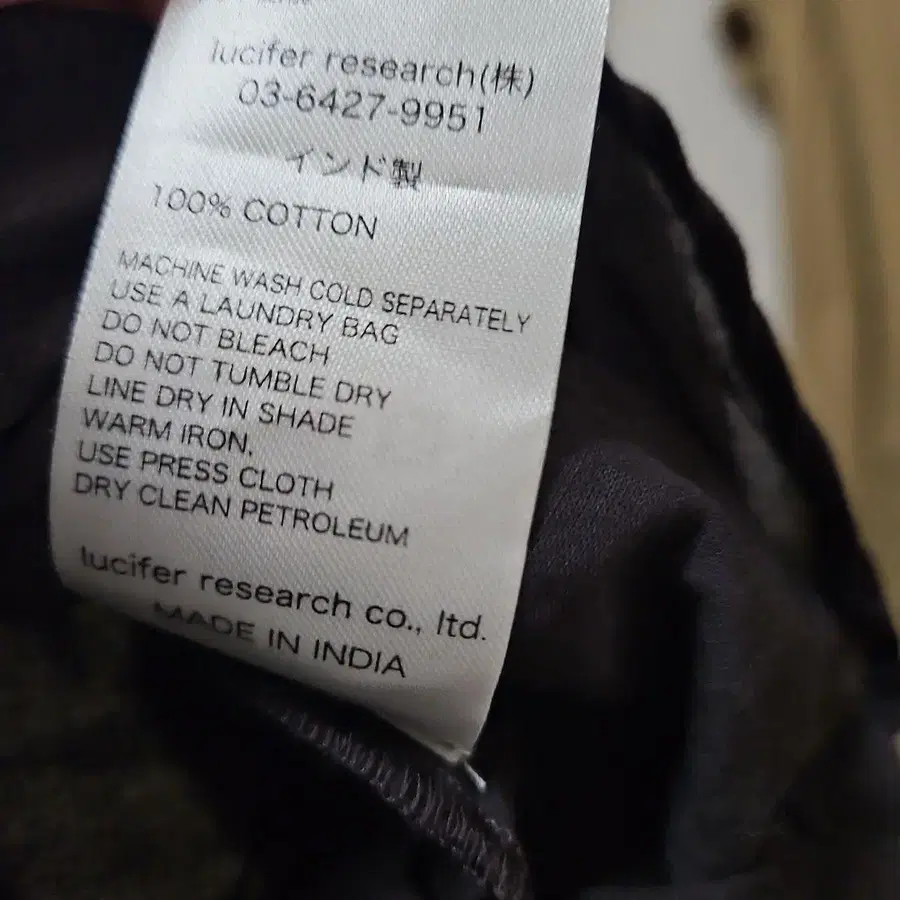 lucifer research(株)
03-6427-9951
インド製
100% COTTON
MACHINE WASH COLD SEPARATELY
USE A LAUNDRY BAG
DO NOT BLEACH
DO NOT TUMBLE DRY
LINE DRY IN SHADE
WARM IRON.
USE PRESS CLOTH
DRY CLEAN PETROLEUM
lucifer research co., ltd.
MADE IN INDIA